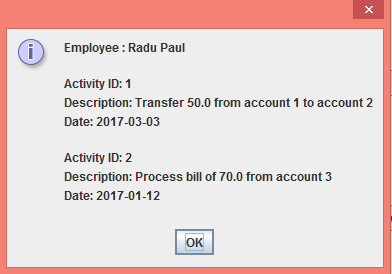 Employee : Radu Paul
Activity ID: 1
Description: Transfer 50.0 from account 1 to account 2
Date: 2017-03-03
Activity ID: 2
Description: Process bill of 70.0 from account 3
Date: 2017-01-12
OK